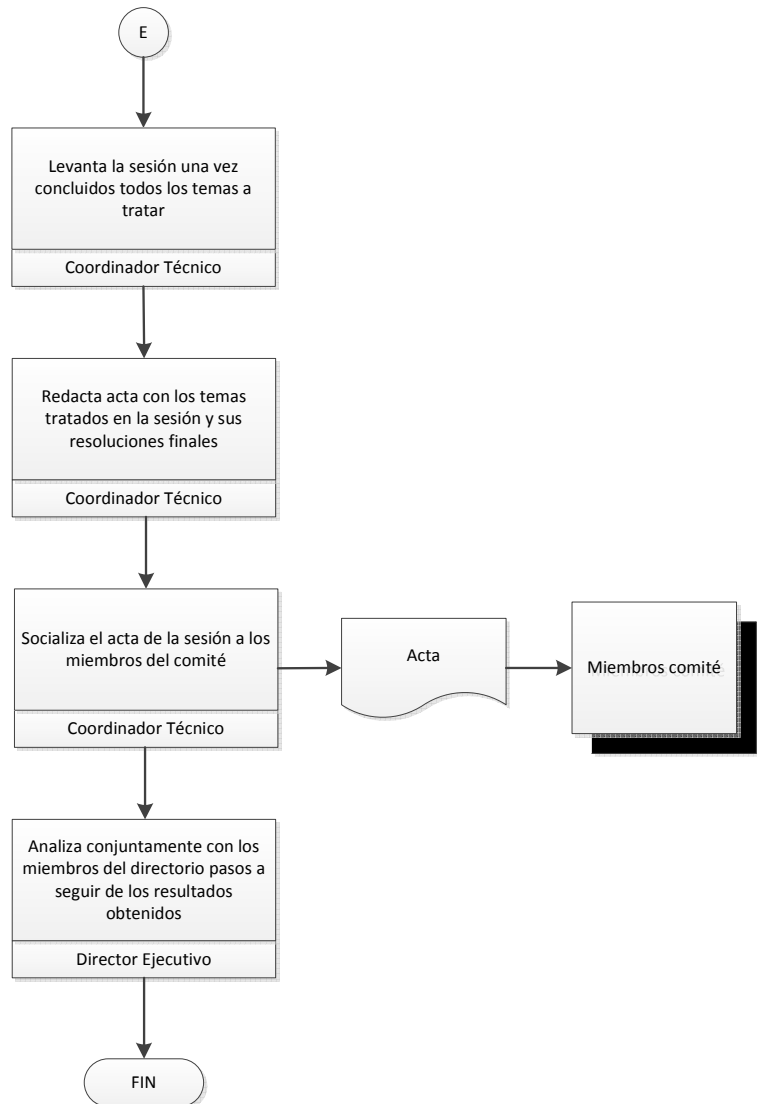 E
Levanta la sesión una vez
concluidos todos los temas a
tratar
Coordinador Técnico
Redacta acta con los temas
tratados en la sesión y sus
resoluciones finales
Coordinador Técnico
Socializa el acta de la sesión a los
miembros del comité
Coordinador Técnico
Acta
Miembros comité
Analiza conjuntamente con los
miembros del directorio pasos a
seguir de los resultados
obtenidos
Director Ejecutivo
FIN